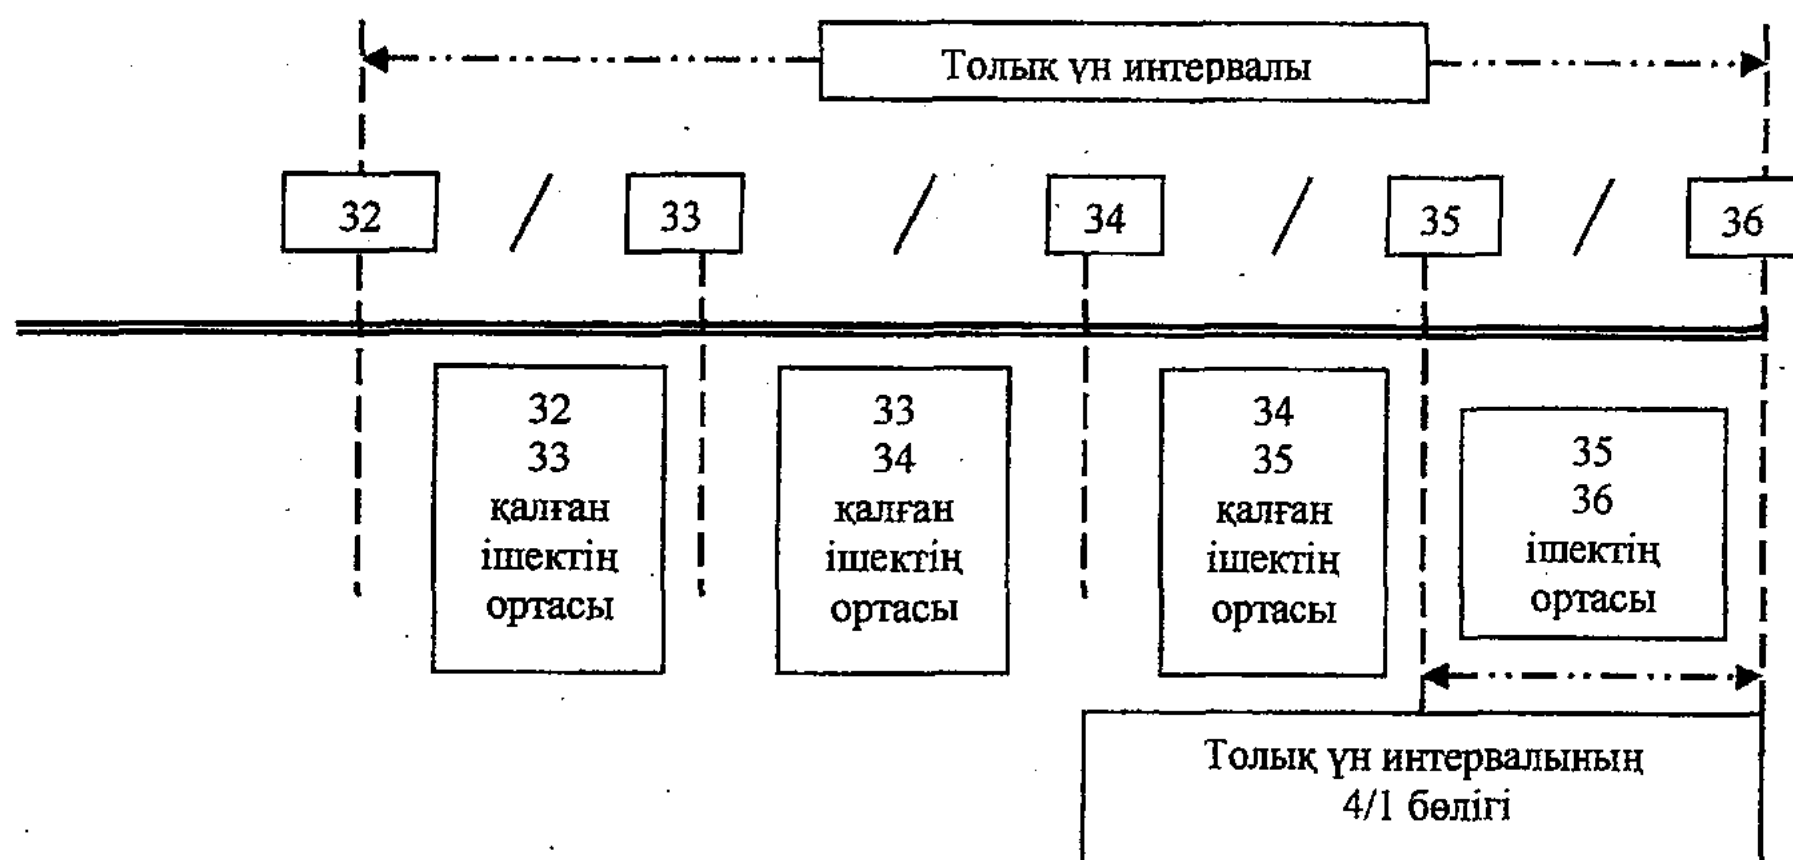 Толық үн интервалы
32 / 33 / 34 / 35 / 36
32
33
қалған
ішектің
ортасы
33
34
қалған
ішектің
ортасы
34
35
қалған
ішектің
ортасы
35
36
ішектің
ортасы
Толық үн интервалының
4/1 бөлігі